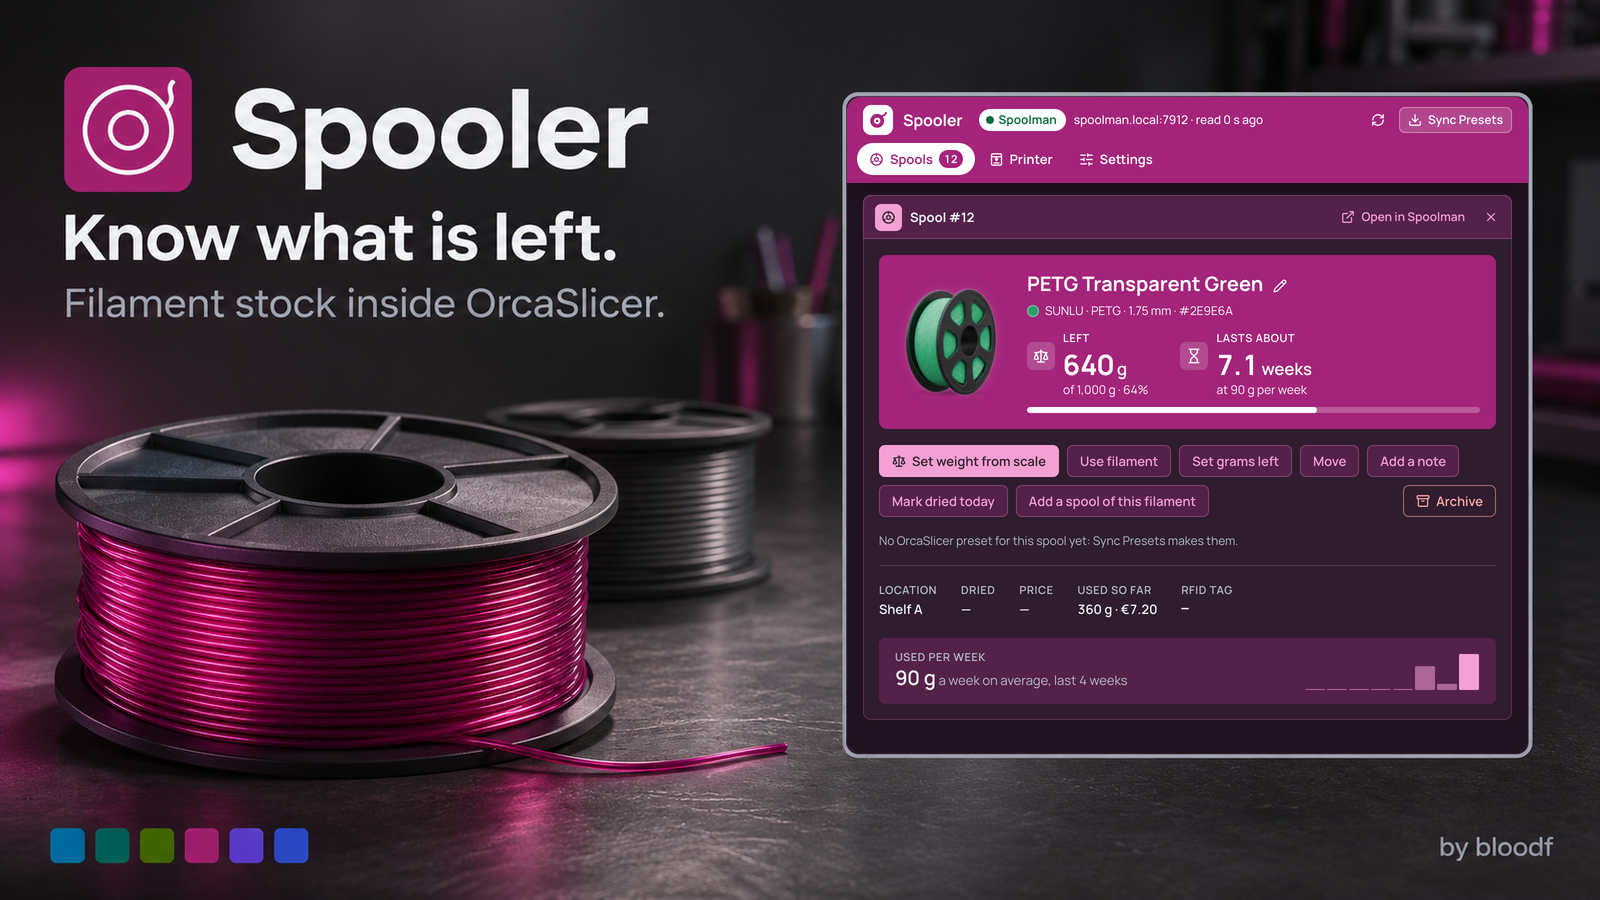 Spooler
Know what is left.
Filament stock inside OrcaSlicer.
Spooler
Spoolman
spoolman.local:7912 · read 0 s ago
Sync Presets
Spools 12
Printer
Settings
Spool #12
Open in Spoolman
PETG Transparent Green
SUNLU · PETG · 1.75 mm · #2E9E6A
LEFT
640 g
of 1,000 g · 64%
LASTS ABOUT
7.1 weeks
at 90 g per week
Set weight from scale
Use filament
Set grams left
Move
Add a note
Mark dried today
Add a spool of this filament
Archive
No OrcaSlicer preset for this spool yet: Sync Presets makes them.
LOCATION
Shelf A
DRIED
—
PRICE
—
USED SO FAR
360 g · €7.20
RFID TAG
–
USED PER WEEK
90 g a week on average, last 4 weeks
by bloodf